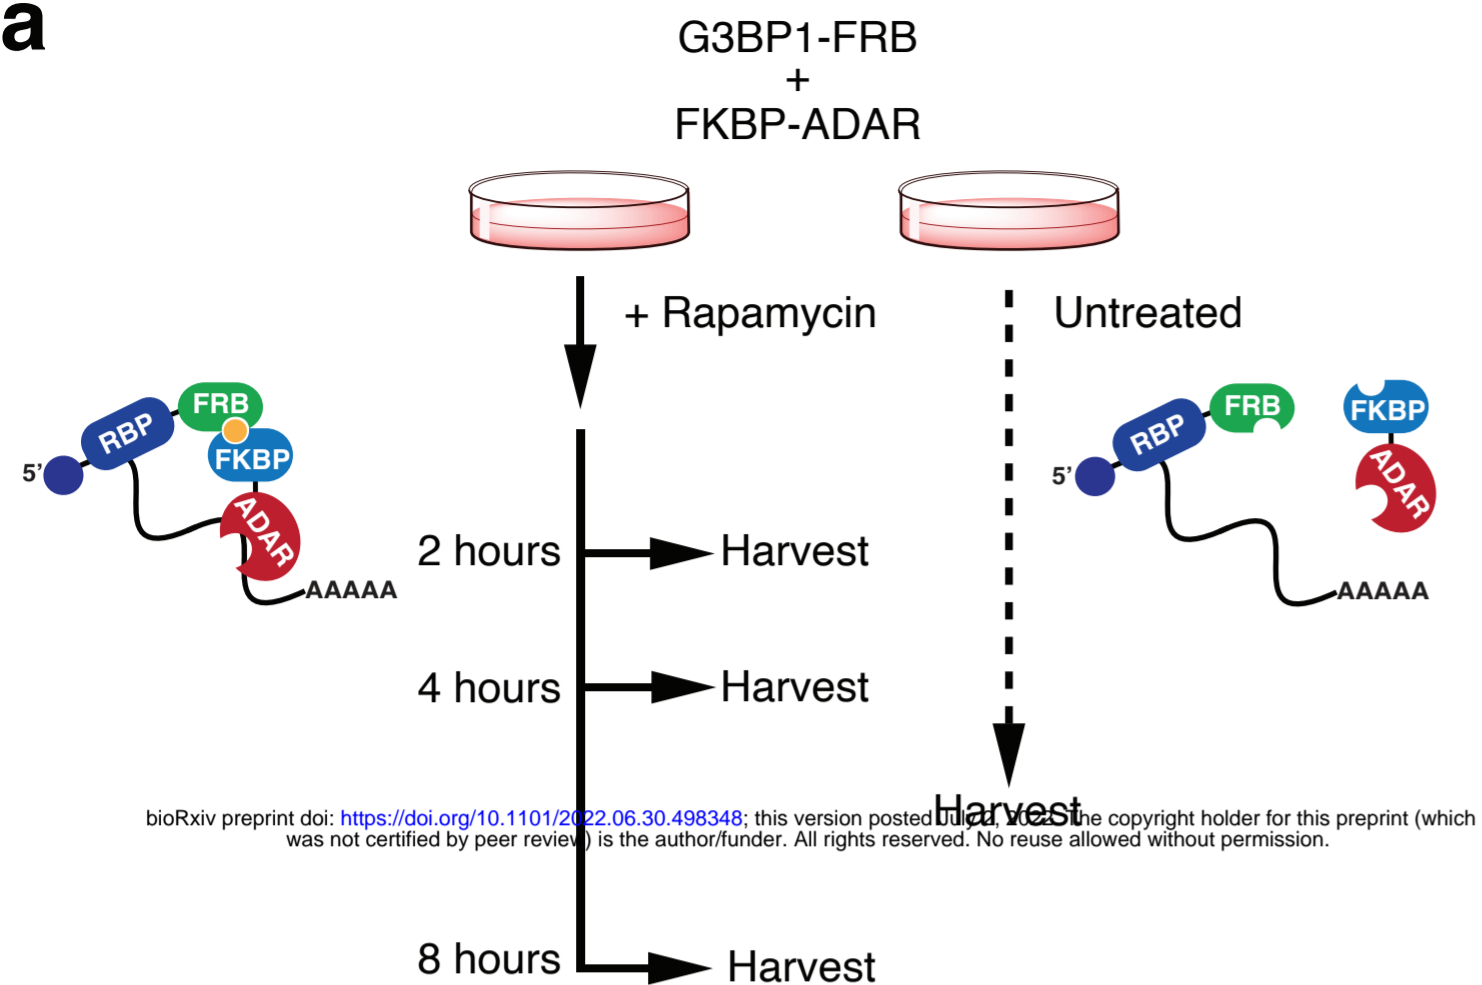 a
G3BP1-FRB
+
FKBP-ADAR
+ Rapamycin
Untreated
5'
RBP
FRB
FKBP
ADAR
AAAAA
5'
RBP
FRB
FKBP
ADAR
AAAAA
2 hours
Harvest
4 hours
Harvest
Harvest
bioRxiv preprint doi: https://doi.org/10.1101/2022.06.30.498348; this version posted July 2, 2022. The copyright holder for this preprint (which
was not certified by peer review) is the author/funder. All rights reserved. No reuse allowed without permission.
8 hours
Harvest